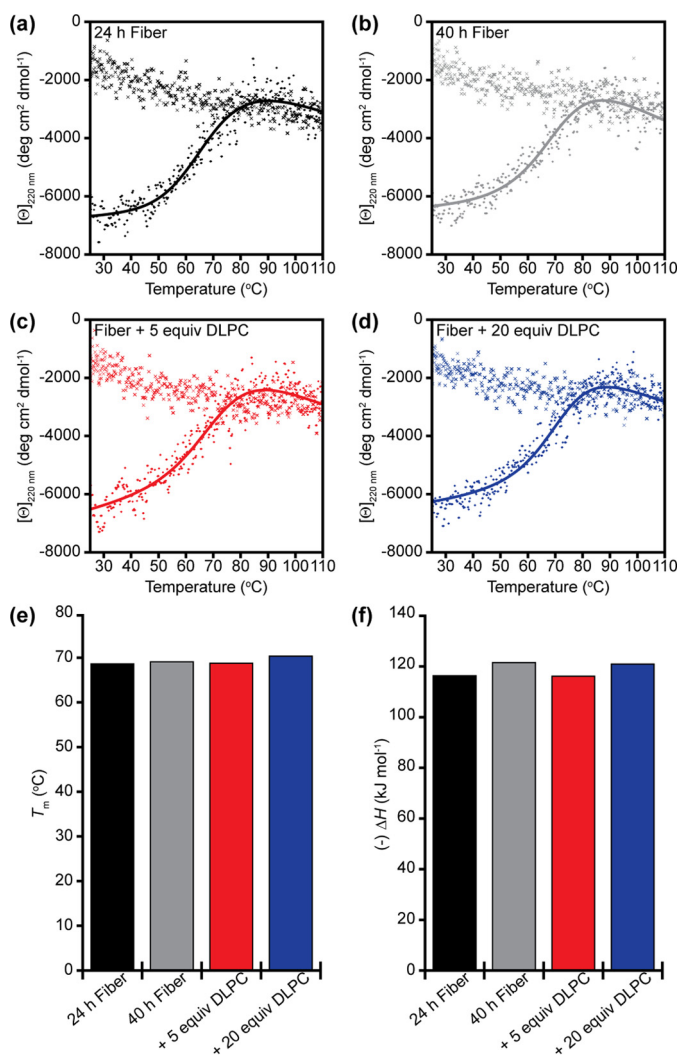 (a)
24 h Fiber
0
-2000
-4000
-6000
-8000
[Θ]220 nm (deg cm2 dmol-1)
30 40 50 60 70 80 90 100 110
Temperature (oC)
(b)
40 h Fiber
0
-2000
-4000
-6000
-8000
[Θ]220 nm (deg cm2 dmol-1)
30 40 50 60 70 80 90 100 110
Temperature (oC)
(c)
Fiber + 5 equiv DLPC
0
-2000
-4000
-6000
-8000
[Θ]220 nm (deg cm2 dmol-1)
30 40 50 60 70 80 90 100 110
Temperature (oC)
(d)
Fiber + 20 equiv DLPC
0
-2000
-4000
-6000
-8000
[Θ]220 nm (deg cm2 dmol-1)
30 40 50 60 70 80 90 100 110
Temperature (oC)
(e)
80
70
60
50
40
30
20
10
0
Tm (oC)
24 h Fiber
40 h Fiber
+ 5 equiv DLPC
+ 20 equiv DLPC
(f)
140
120
100
80
60
40
20
0
(-) ΔH (kJ mol-1)
24 h Fiber
40 h Fiber
+ 5 equiv DLPC
+ 20 equiv DLPC